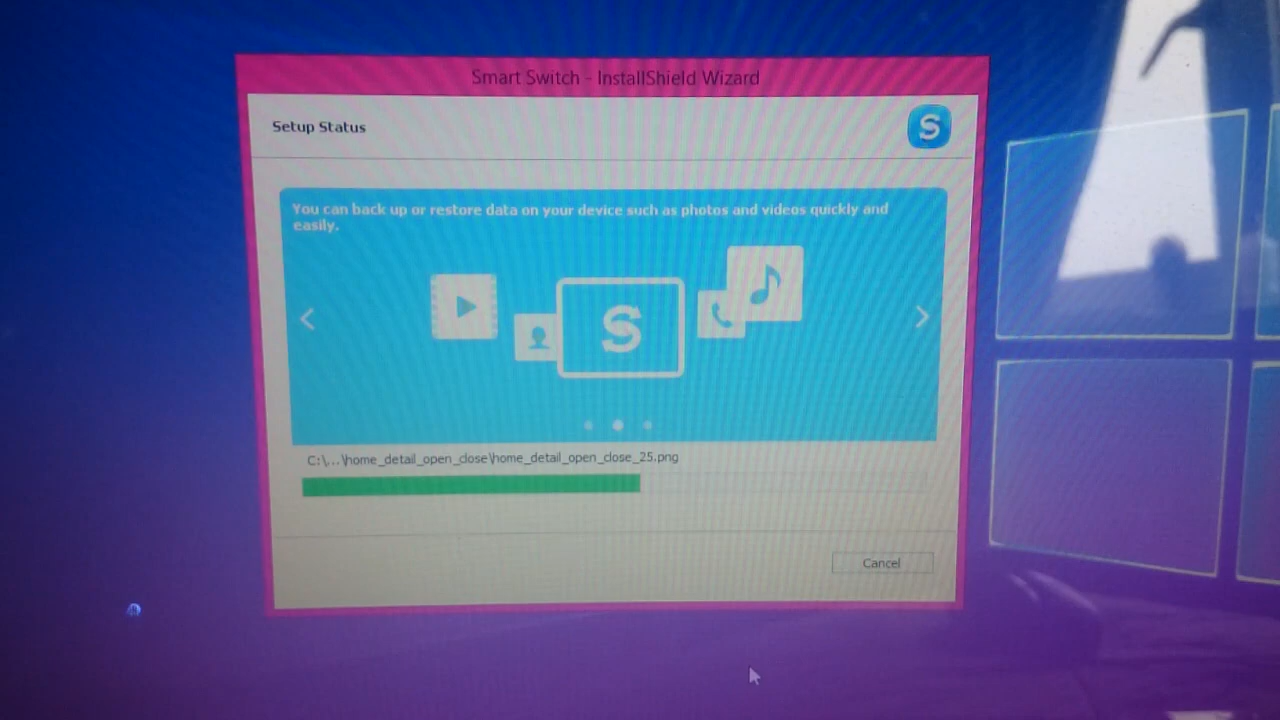 Smart Switch - InstallShield Wizard
Setup Status
S
You can back up or restore data on your device such as photos and videos quickly and
easily.
S
C:\...\home_detail_open_close\home_detail_open_close_25.png
Cancel